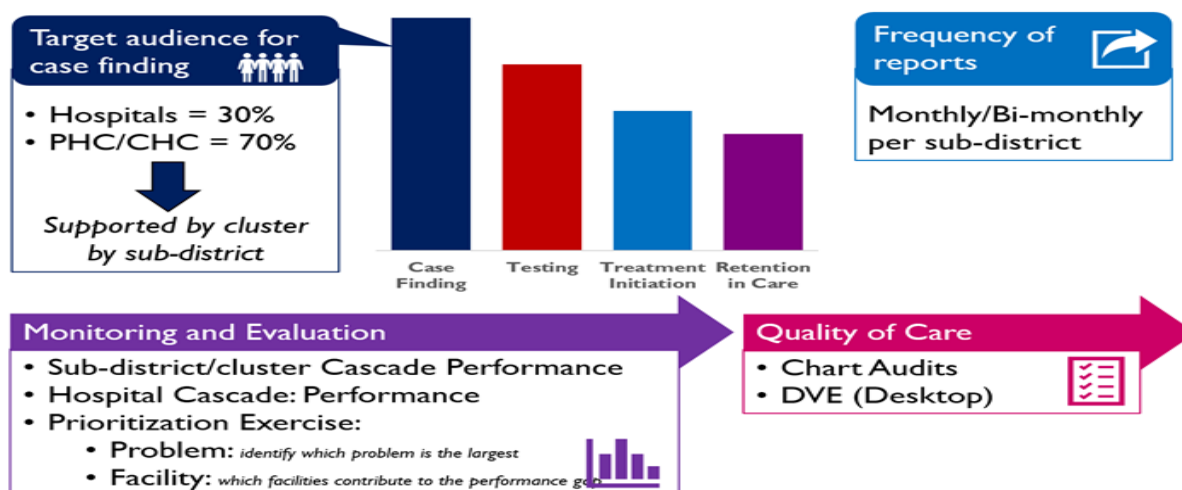 Target audience for
case finding
• Hospitals = 30%
• PHC/CHC = 70%
Supported by cluster
by sub-district
Case
Finding
Testing
Treatment
Initiation
Retention
in Care
Frequency of
reports
Monthly/Bi-monthly
per sub-district
Monitoring and Evaluation
• Sub-district/cluster Cascade Performance
• Hospital Cascade: Performance
• Prioritization Exercise:
• Problem: identify which problem is the largest
• Facility: which facilities contribute to the performance gap
Quality of Care
• Chart Audits
• DVE (Desktop)